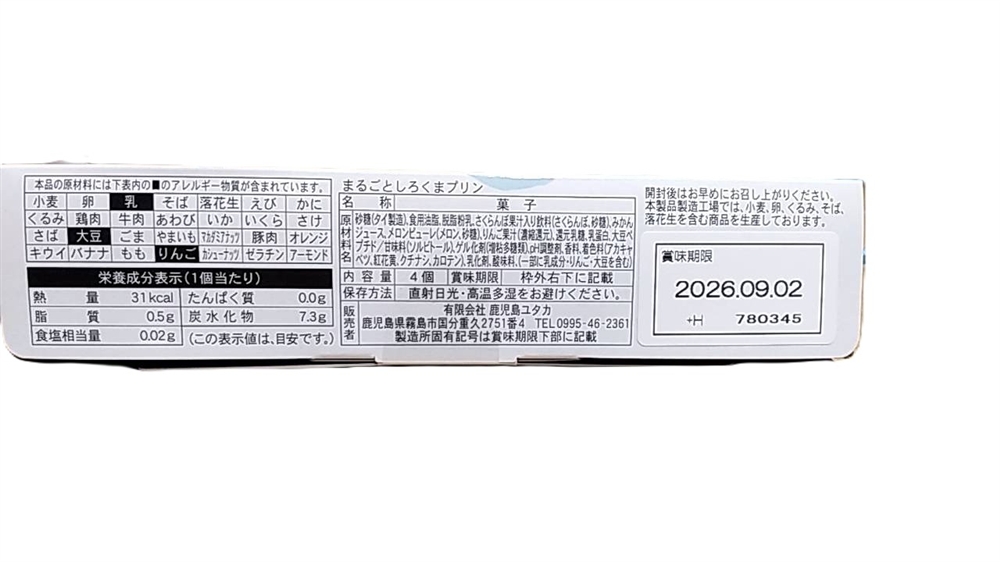 本品の原材料には下表内の■のアレルギー物質が含まれています。
小麦 卵 乳 そば 落花生 えび かに
くるみ 鶏肉 牛肉 あわび いか いくら さけ
さば 大豆 ごま やまいも マカダミアナッツ 豚肉 オレンジ
キウイ バナナ もも りんご カシューナッツ ゼラチン アーモンド
栄養成分表示(1個当たり)
熱量 31kcal たんぱく質 0.0g
脂質 0.5g 炭水化物 7.3g
食塩相当量 0.02g (この表示値は、目安です。)
まるごとしろくまプリン
名称 菓子
原材料名 砂糖(タイ製造)、食用油脂、脱脂粉乳、さくらんぼ果汁入り飲料(さくらんぼ、砂糖)、みかん
ジュース、メロンピューレ(メロン、砂糖)、りんご果汁(濃縮還元)、還元乳糖、乳蛋白、大豆ペ
プチド/甘味料(ソルビトール)、ゲル化剤(増粘多糖類)、pH調整剤、香料、着色料(アカキャ
ベツ、紅花黄、クチナシ、カロテン)、乳化剤、酸味料、(一部に乳成分・りんご・大豆を含む)
内容量 4個 賞味期限 枠外右下に記載
保存方法 直射日光・高温多湿をお避けください。
販売者 有限会社 鹿児島ユタカ
鹿児島県霧島市国分重久2751番4 TEL0995-46-2361
製造所固有記号は賞味期限下部に記載
開封後はお早めにお召し上がりください。
本製品製造工場では、小麦、卵、くるみ、そば、
落花生を含む商品を生産しております。
賞味期限
2026.09.02
+H 780345